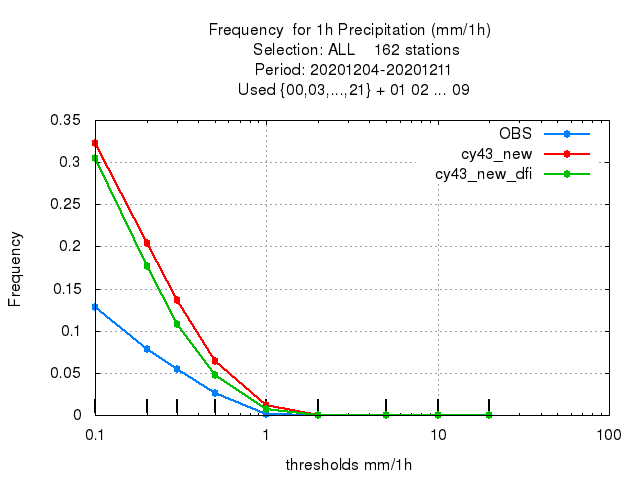 Frequency  for 1h Precipitation (mm/1h)
Selection: ALL    162 stations
Period: 20201204-20201211
Used {00,03,...,21} + 01 02 ... 09
0.35
0.3
0.25
0.2
0.15
0.1
0.05
0
Frequency
OBS
cy43_new
cy43_new_dfi
0.1
1
10
100
thresholds mm/1h